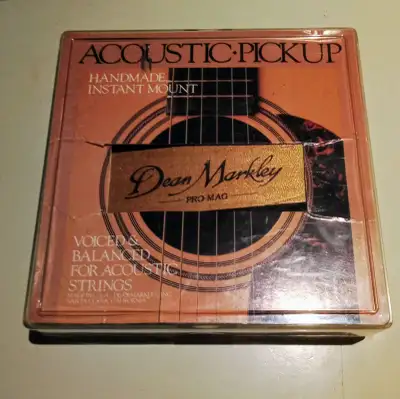 ACOUSTIC·PICKUP
HANDMADE
INSTANT MOUNT
Dean Markley
PRO·MAG
VOICED &
BALANCED
FOR ACOUSTIC
STRINGS